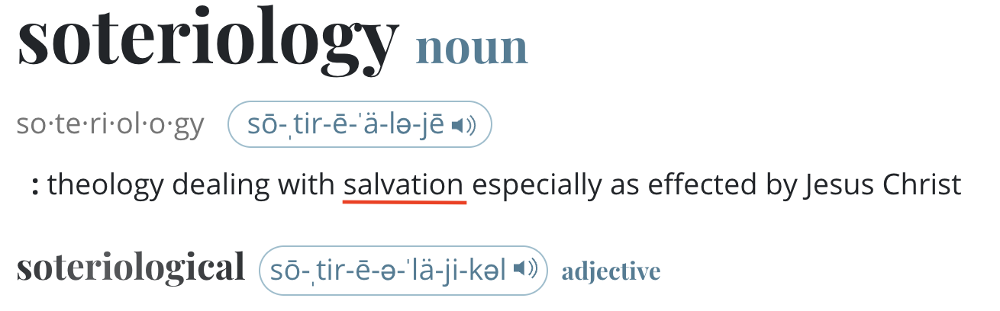 soteriology noun
so·te·ri·ol·o·gy sō-ˌtir-ē-ˈä-lə-jē
: theology dealing with salvation especially as effected by Jesus Christ
soteriological sō-ˌtir-ē-ə-ˈlä-ji-kəl adjective